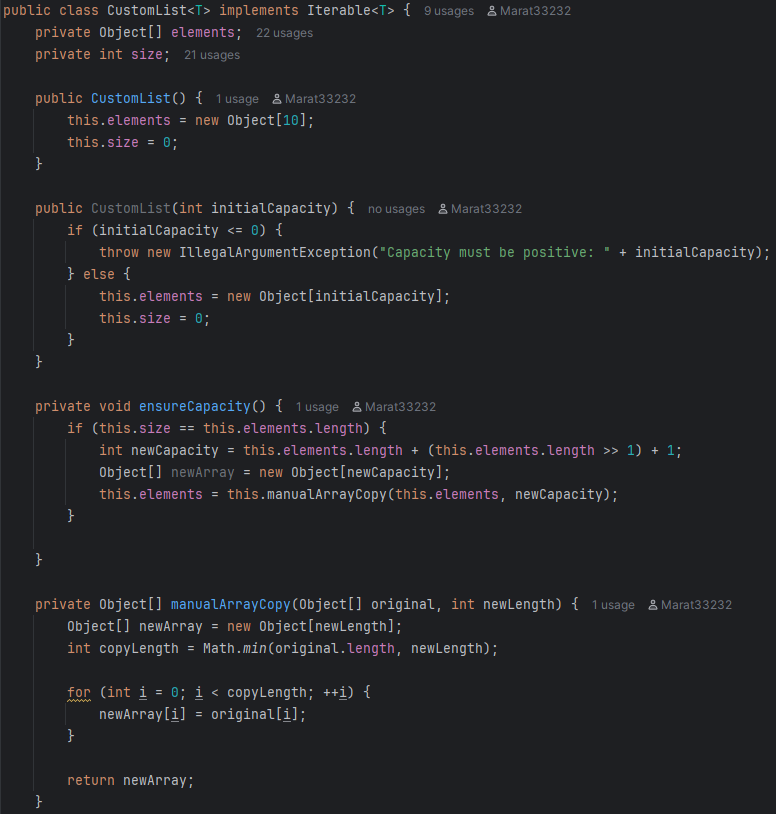 public class CustomList<T> implements Iterable<T> { 9 usages Marat33232
    private Object[] elements; 22 usages
    private int size; 21 usages

    public CustomList() { 1 usage Marat33232
        this.elements = new Object[10];
        this.size = 0;
    }

    public CustomList(int initialCapacity) { no usages Marat33232
        if (initialCapacity <= 0) {
            throw new IllegalArgumentException("Capacity must be positive: " + initialCapacity);
        } else {
            this.elements = new Object[initialCapacity];
            this.size = 0;
        }
    }

    private void ensureCapacity() { 1 usage Marat33232
        if (this.size == this.elements.length) {
            int newCapacity = this.elements.length + (this.elements.length >> 1) + 1;
            Object[] newArray = new Object[newCapacity];
            this.elements = this.manualArrayCopy(this.elements, newCapacity);
        }

    }

    private Object[] manualArrayCopy(Object[] original, int newLength) { 1 usage Marat33232
        Object[] newArray = new Object[newLength];
        int copyLength = Math.min(original.length, newLength);

        for (int i = 0; i < copyLength; ++i) {
            newArray[i] = original[i];
        }

        return newArray;
    }